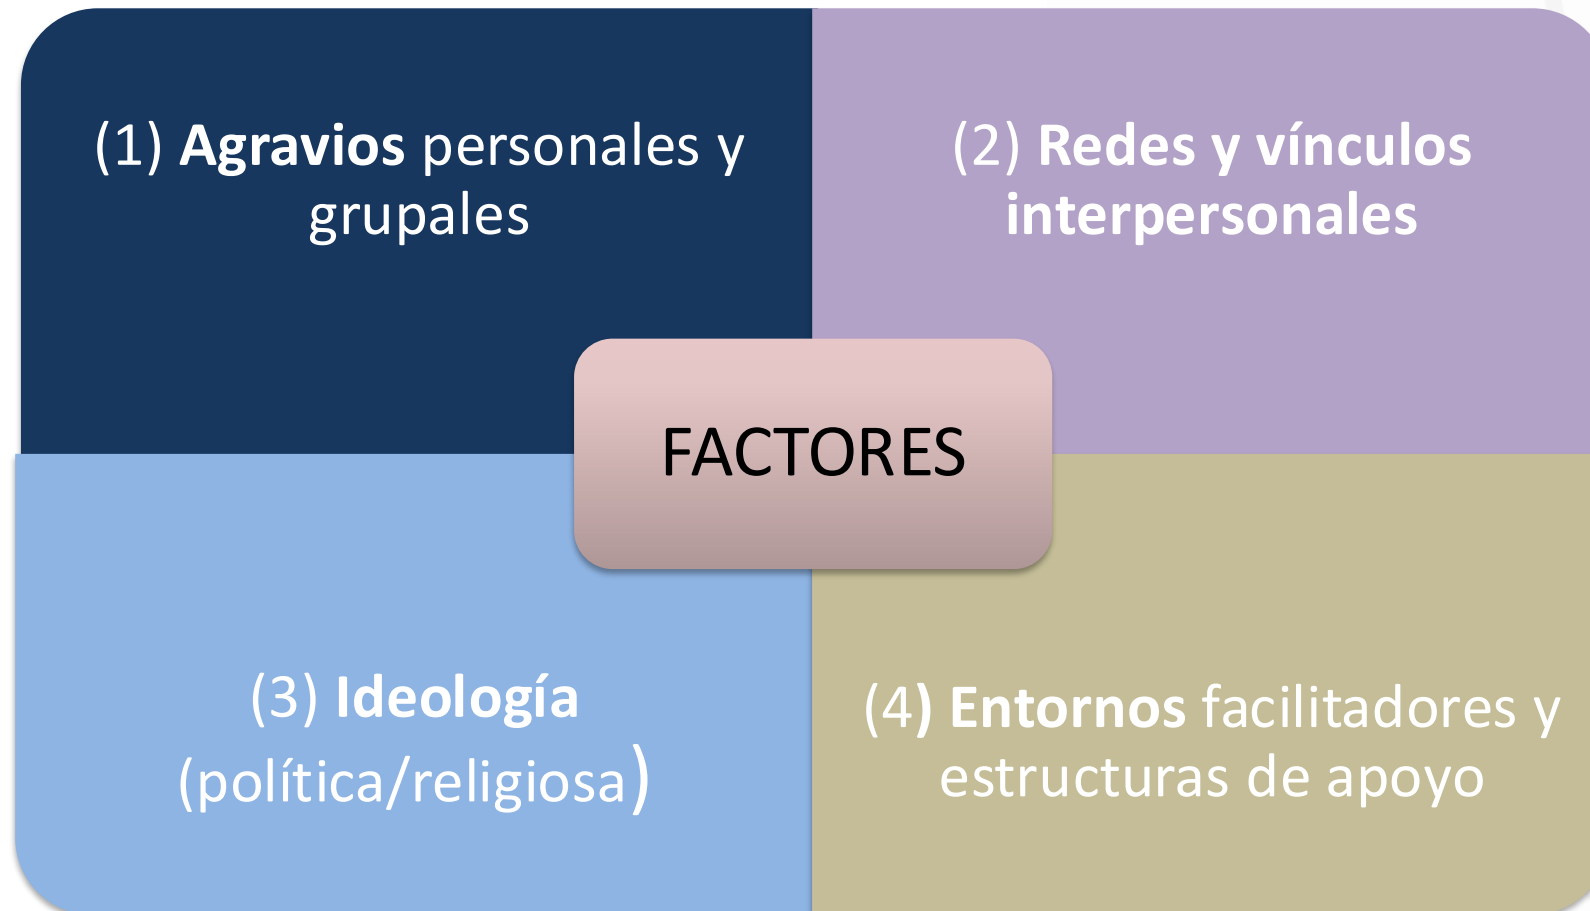 (1) Agravios personales y
grupales
(2) Redes y vínculos
interpersonales
FACTORES
(3) Ideología
(política/religiosa)
(4) Entornos facilitadores y
estructuras de apoyo